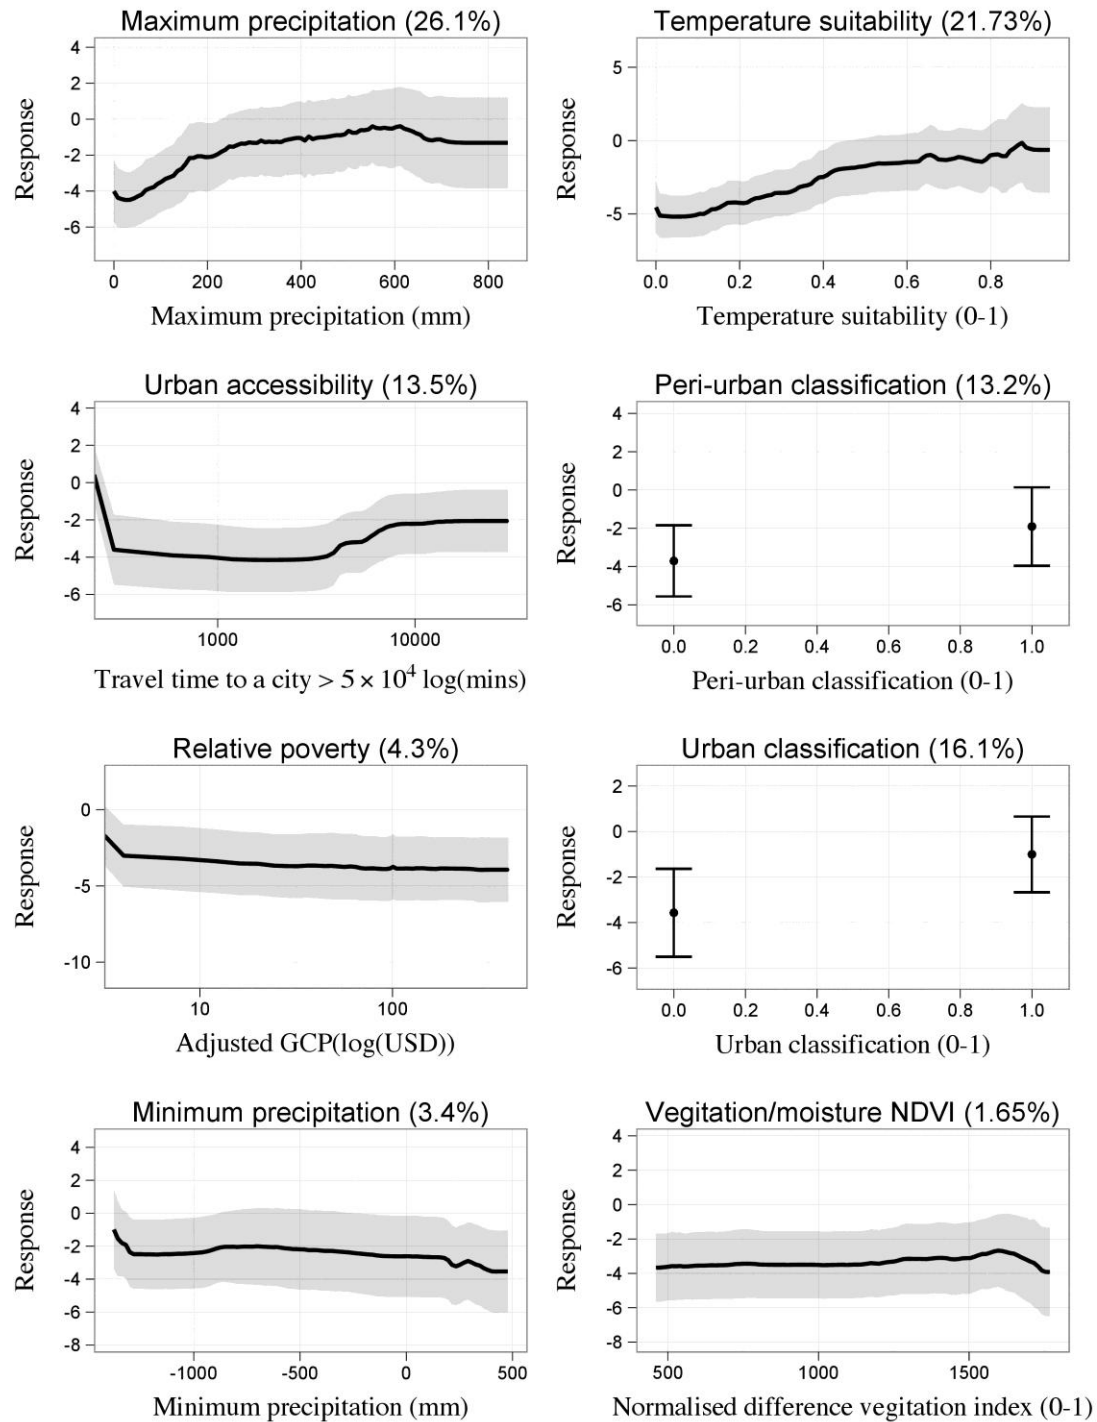 Maximum precipitation (26.1%)
4
2
0
-2
-4
-6
Response
0 200 400 600 800
Maximum precipitation (mm)
Temperature suitability (21.73%)
5
0
-5
Response
0.0 0.2 0.4 0.6 0.8
Temperature suitability (0-1)
Urban accessibility (13.5%)
4
2
0
-2
-4
-6
Response
1000 10000
Travel time to a city > 5 × 10⁴ log(mins)
Peri-urban classification (13.2%)
4
2
0
-2
-4
-6
Response
0.0 0.2 0.4 0.6 0.8 1.0
Peri-urban classification (0-1)
Relative poverty (4.3%)
0
-5
-10
Response
10 100
Adjusted GCP(log(USD))
Urban classification (16.1%)
2
0
-2
-4
-6
Response
0.0 0.2 0.4 0.6 0.8 1.0
Urban classification (0-1)
Minimum precipitation (3.4%)
4
2
0
-2
-4
-6
-8
Response
-1000 -500 0 500
Minimum precipitation (mm)
Vegitation/moisture NDVI (1.65%)
4
2
0
-2
-4
-6
-8
Response
500 1000 1500
Normalised difference vegitation index (0-1)